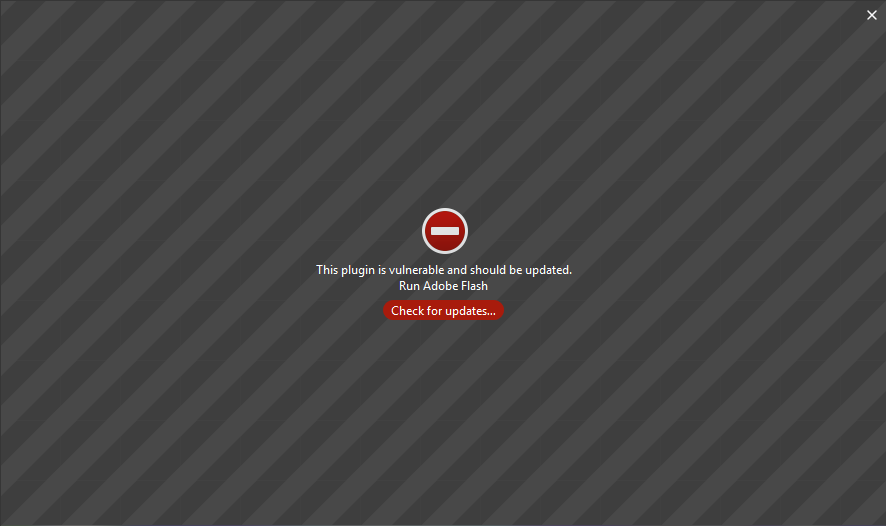 This plugin is vulnerable and should be updated.
Run Adobe Flash
Check for updates...